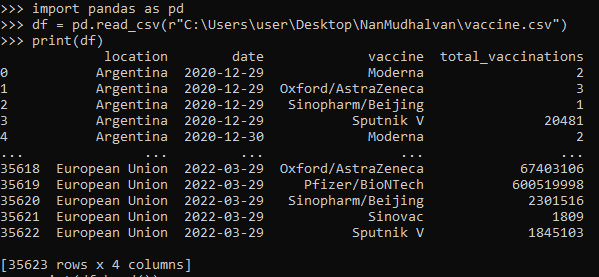 >>> import pandas as pd
>>> df = pd.read_csv(r"C:\Users\user\Desktop\NanMudhalvan\vaccine.csv")
>>> print(df)
             location        date             vaccine  total_vaccinations
0           Argentina  2020-12-29             Moderna                   2
1           Argentina  2020-12-29  Oxford/AstraZeneca                   3
2           Argentina  2020-12-29   Sinopharm/Beijing                   1
3           Argentina  2020-12-29           Sputnik V               20481
4           Argentina  2020-12-30             Moderna                   2
...               ...         ...                 ...                 ...
35618  European Union  2022-03-29  Oxford/AstraZeneca            67403106
35619  European Union  2022-03-29     Pfizer/BioNTech           600519998
35620  European Union  2022-03-29   Sinopharm/Beijing             2301516
35621  European Union  2022-03-29             Sinovac                1809
35622  European Union  2022-03-29           Sputnik V             1845103

[35623 rows x 4 columns]